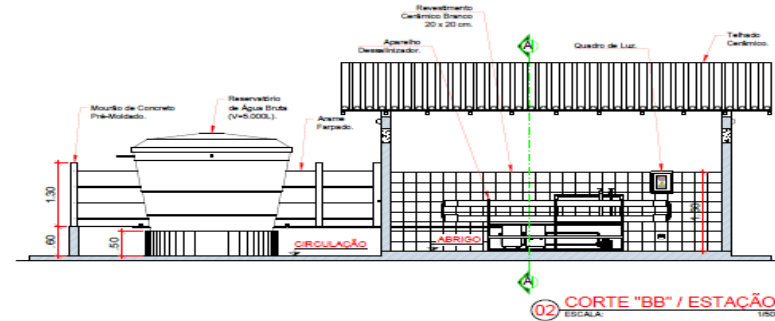 Revestimento
Cerâmico Branco
20 x 20 cm.
Aparelho
Dessalinizador.
A
Quadro de Luz.
Telhado
Cerâmico.
Mourão de Concreto
Pré-Moldado.
Reservatório
de Água Bruta
(V=5.000L).
Arame
Farpado.
1.30
.60
.50
CIRCULAÇÃO
ABRIGO
A
02
CORTE "BB" / ESTAÇÃO
ESCALA:
1/50